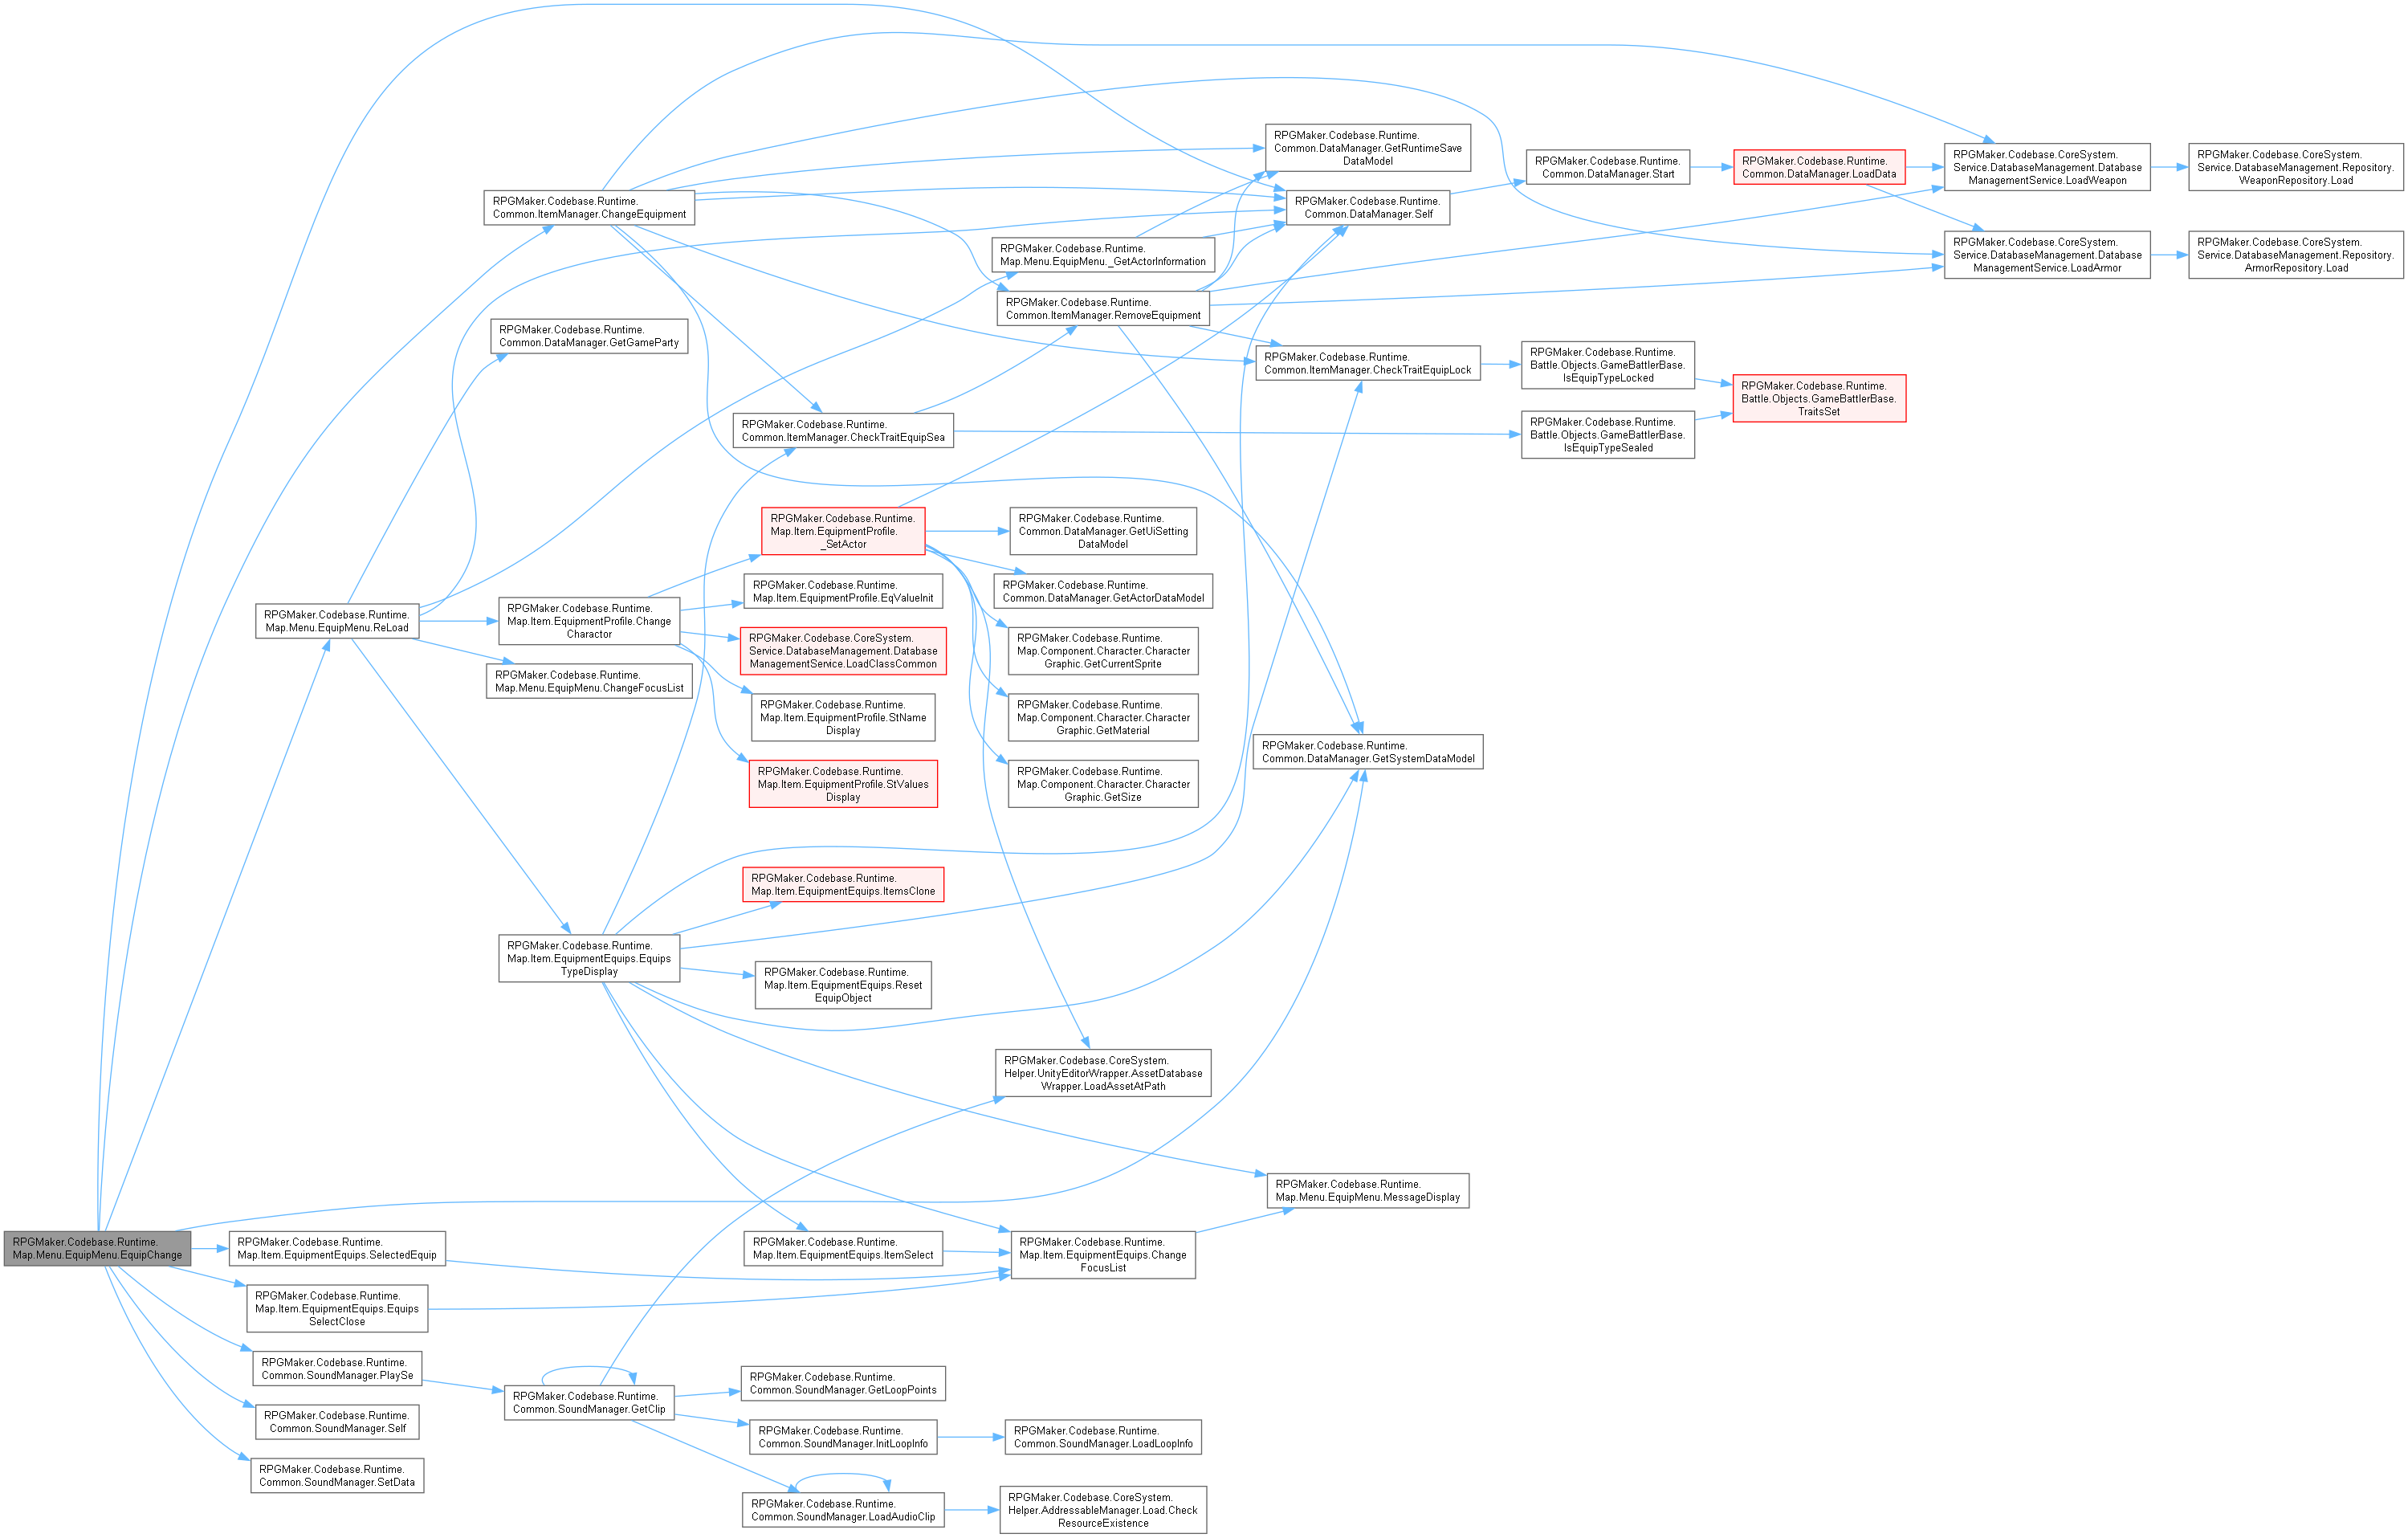 RPGMaker.Codebase.Runtime.
Map.Menu.EquipMenu.EquipChange
RPGMaker.Codebase.Runtime.
Map.Menu.EquipMenu.ReLoad
RPGMaker.Codebase.Runtime.
Map.Item.EquipmentEquips.SelectedEquip
RPGMaker.Codebase.Runtime.
Map.Item.EquipmentEquips.Equips
SelectClose
RPGMaker.Codebase.Runtime.
Common.SoundManager.PlaySe
RPGMaker.Codebase.Runtime.
Common.SoundManager.Self
RPGMaker.Codebase.Runtime.
Common.SoundManager.SetData
RPGMaker.Codebase.Runtime.
Common.ItemManager.ChangeEquipment
RPGMaker.Codebase.Runtime.
Common.DataManager.GetGameParty
RPGMaker.Codebase.Runtime.
Map.Item.EquipmentProfile.Change
Charactor
RPGMaker.Codebase.Runtime.
Map.Menu.EquipMenu.ChangeFocusList
RPGMaker.Codebase.Runtime.
Map.Item.EquipmentEquips.Equips
TypeDisplay
RPGMaker.Codebase.Runtime.
Common.SoundManager.GetClip
RPGMaker.Codebase.Runtime.
Common.ItemManager.CheckTraitEquipSea
RPGMaker.Codebase.Runtime.
Map.Item.EquipmentProfile.
_SetActor
RPGMaker.Codebase.Runtime.
Map.Item.EquipmentProfile.EqValueInit
RPGMaker.Codebase.CoreSystem.
Service.DatabaseManagement.Database
ManagementService.LoadClassCommon
RPGMaker.Codebase.Runtime.
Map.Item.EquipmentProfile.StName
Display
RPGMaker.Codebase.Runtime.
Map.Item.EquipmentProfile.StValues
Display
RPGMaker.Codebase.Runtime.
Map.Item.EquipmentEquips.ItemsClone
RPGMaker.Codebase.Runtime.
Map.Item.EquipmentEquips.Reset
EquipObject
RPGMaker.Codebase.Runtime.
Map.Item.EquipmentEquips.ItemSelect
RPGMaker.Codebase.Runtime.
Common.SoundManager.GetLoopPoints
RPGMaker.Codebase.Runtime.
Common.SoundManager.InitLoopInfo
RPGMaker.Codebase.Runtime.
Common.SoundManager.LoadAudioClip
RPGMaker.Codebase.Runtime.
Map.Menu.EquipMenu._GetActorInformation
RPGMaker.Codebase.Runtime.
Common.ItemManager.RemoveEquipment
RPGMaker.Codebase.Runtime.
Common.DataManager.GetUiSetting
DataModel
RPGMaker.Codebase.Runtime.
Common.DataManager.GetActorDataModel
RPGMaker.Codebase.Runtime.
Map.Component.Character.Character
Graphic.GetCurrentSprite
RPGMaker.Codebase.Runtime.
Map.Component.Character.Character
Graphic.GetMaterial
RPGMaker.Codebase.Runtime.
Map.Component.Character.Character
Graphic.GetSize
RPGMaker.Codebase.CoreSystem.
Helper.UnityEditorWrapper.AssetDatabase
Wrapper.LoadAssetAtPath
RPGMaker.Codebase.Runtime.
Map.Item.EquipmentEquips.Change
FocusList
RPGMaker.Codebase.Runtime.
Common.SoundManager.LoadLoopInfo
RPGMaker.Codebase.CoreSystem.
Helper.AddressableManager.Load.Check
ResourceExistence
RPGMaker.Codebase.Runtime.
Common.DataManager.GetRuntimeSave
DataModel
RPGMaker.Codebase.Runtime.
Common.DataManager.Self
RPGMaker.Codebase.Runtime.
Common.ItemManager.CheckTraitEquipLock
RPGMaker.Codebase.Runtime.
Common.DataManager.GetSystemDataModel
RPGMaker.Codebase.Runtime.
Map.Menu.EquipMenu.MessageDisplay
RPGMaker.Codebase.Runtime.
Common.DataManager.Start
RPGMaker.Codebase.Runtime.
Battle.Objects.GameBattlerBase.
IsEquipTypeLocked
RPGMaker.Codebase.Runtime.
Battle.Objects.GameBattlerBase.
IsEquipTypeSealed
RPGMaker.Codebase.Runtime.
Common.DataManager.LoadData
RPGMaker.Codebase.Runtime.
Battle.Objects.GameBattlerBase.
TraitsSet
RPGMaker.Codebase.CoreSystem.
Service.DatabaseManagement.Database
ManagementService.LoadWeapon
RPGMaker.Codebase.CoreSystem.
Service.DatabaseManagement.Database
ManagementService.LoadArmor
RPGMaker.Codebase.CoreSystem.
Service.DatabaseManagement.Repository.
WeaponRepository.Load
RPGMaker.Codebase.CoreSystem.
Service.DatabaseManagement.Repository.
ArmorRepository.Load